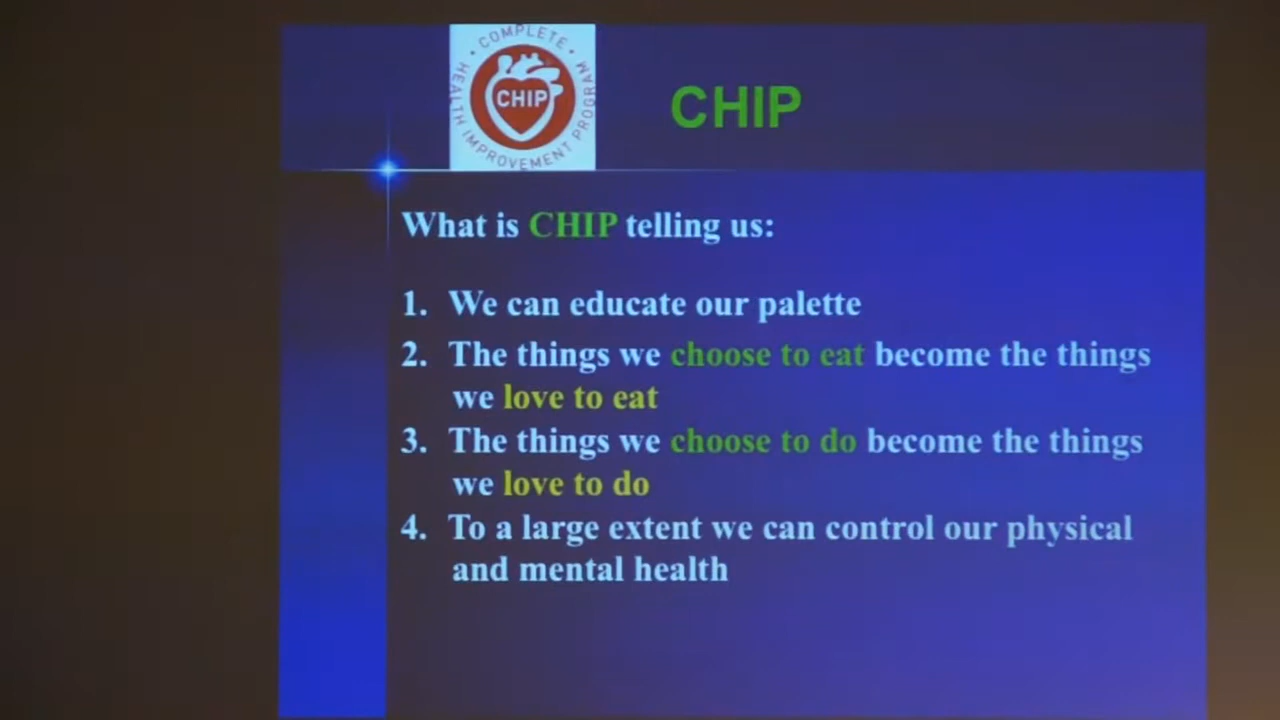 COMPLETE
HEALTH IMPROVEMENT PROGRAM
CHIP
CHIP
What is CHIP telling us:
1. We can educate our palette
2. The things we choose to eat become the things
we love to eat
3. The things we choose to do become the things
we love to do
4. To a large extent we can control our physical
and mental health